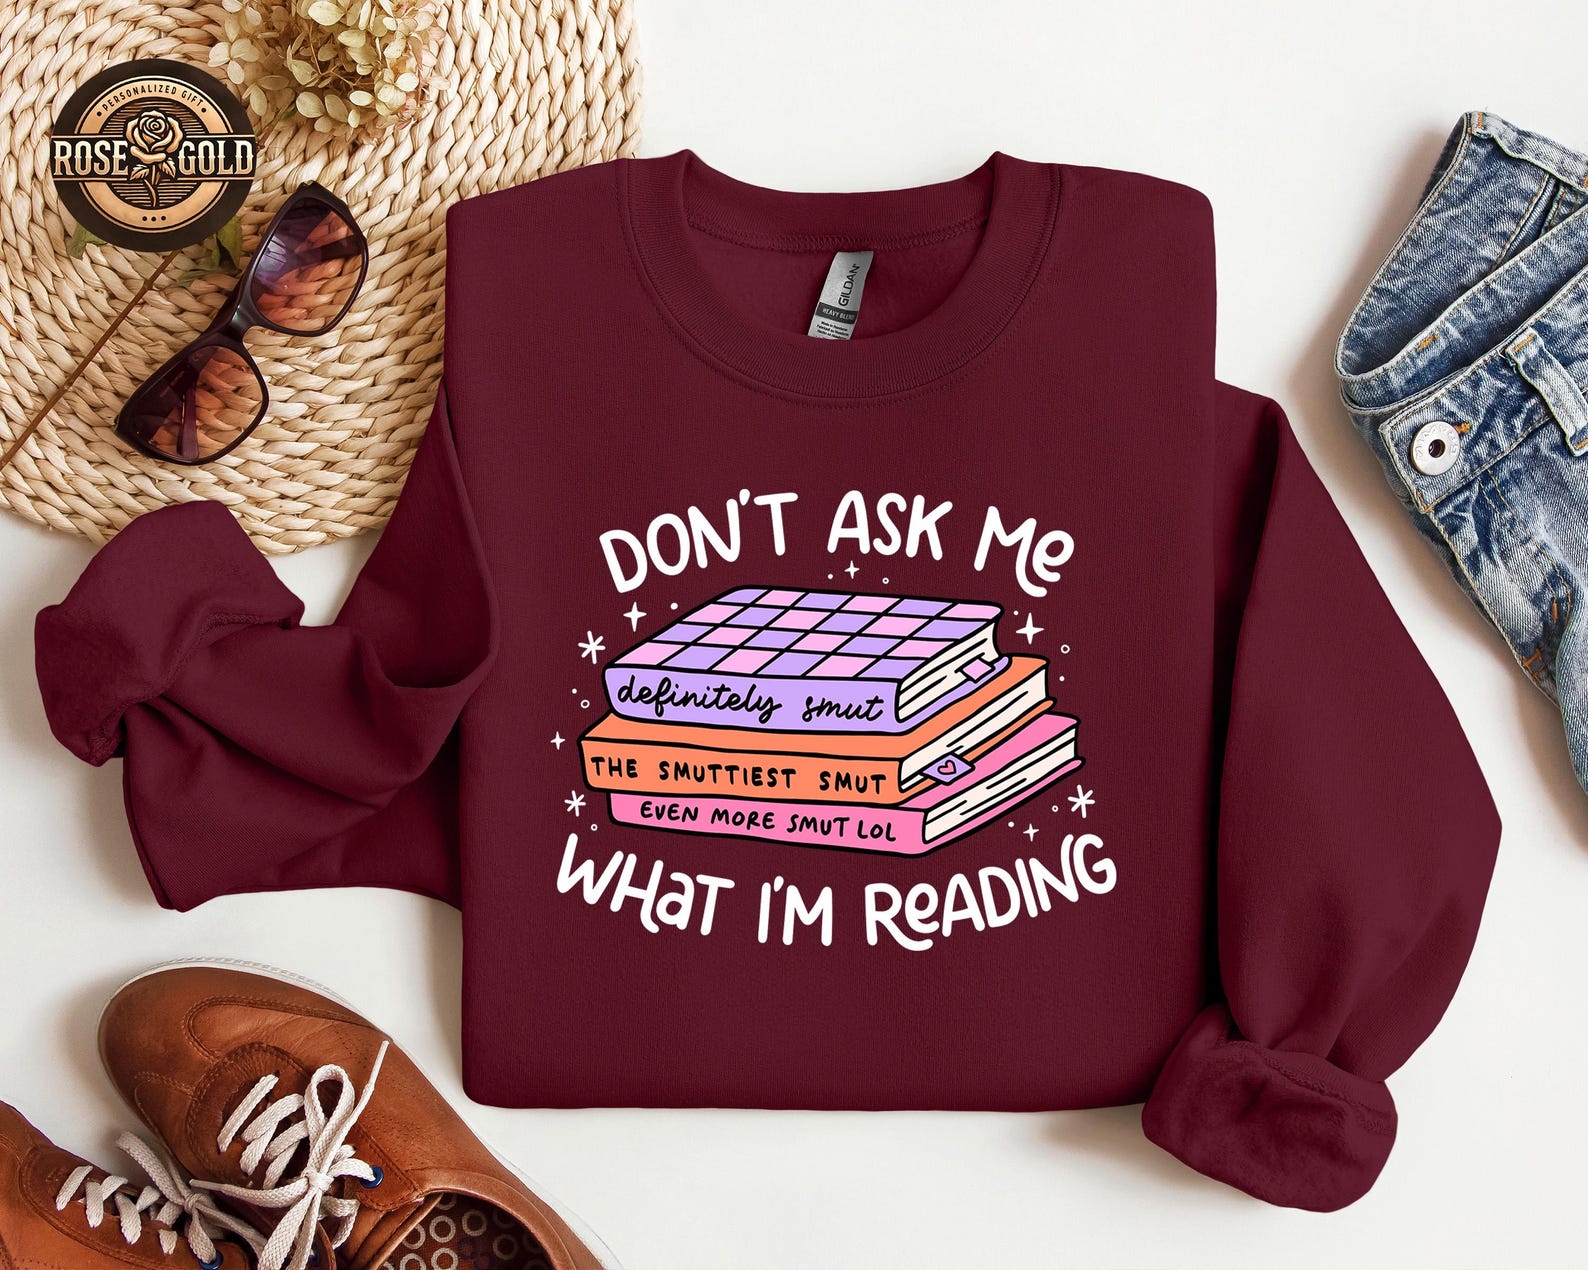 PERSONALIZED GIFT
ROSE GOLD
GILDAN
HEAVY BLEND
DON'T ASK Me
definitely smut
THE SMUTTIEST SMUT
EVEN MORE SMUT LOL
WHaT I'M ReADING